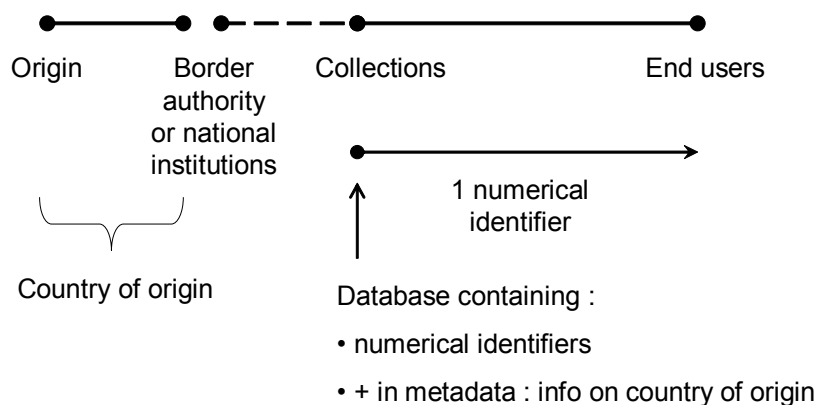 Origin
Border
authority
or national
institutions
Collections
End users
1 numerical
identifier
Country of origin
Database containing :
• numerical identifiers
• + in metadata : info on country of origin